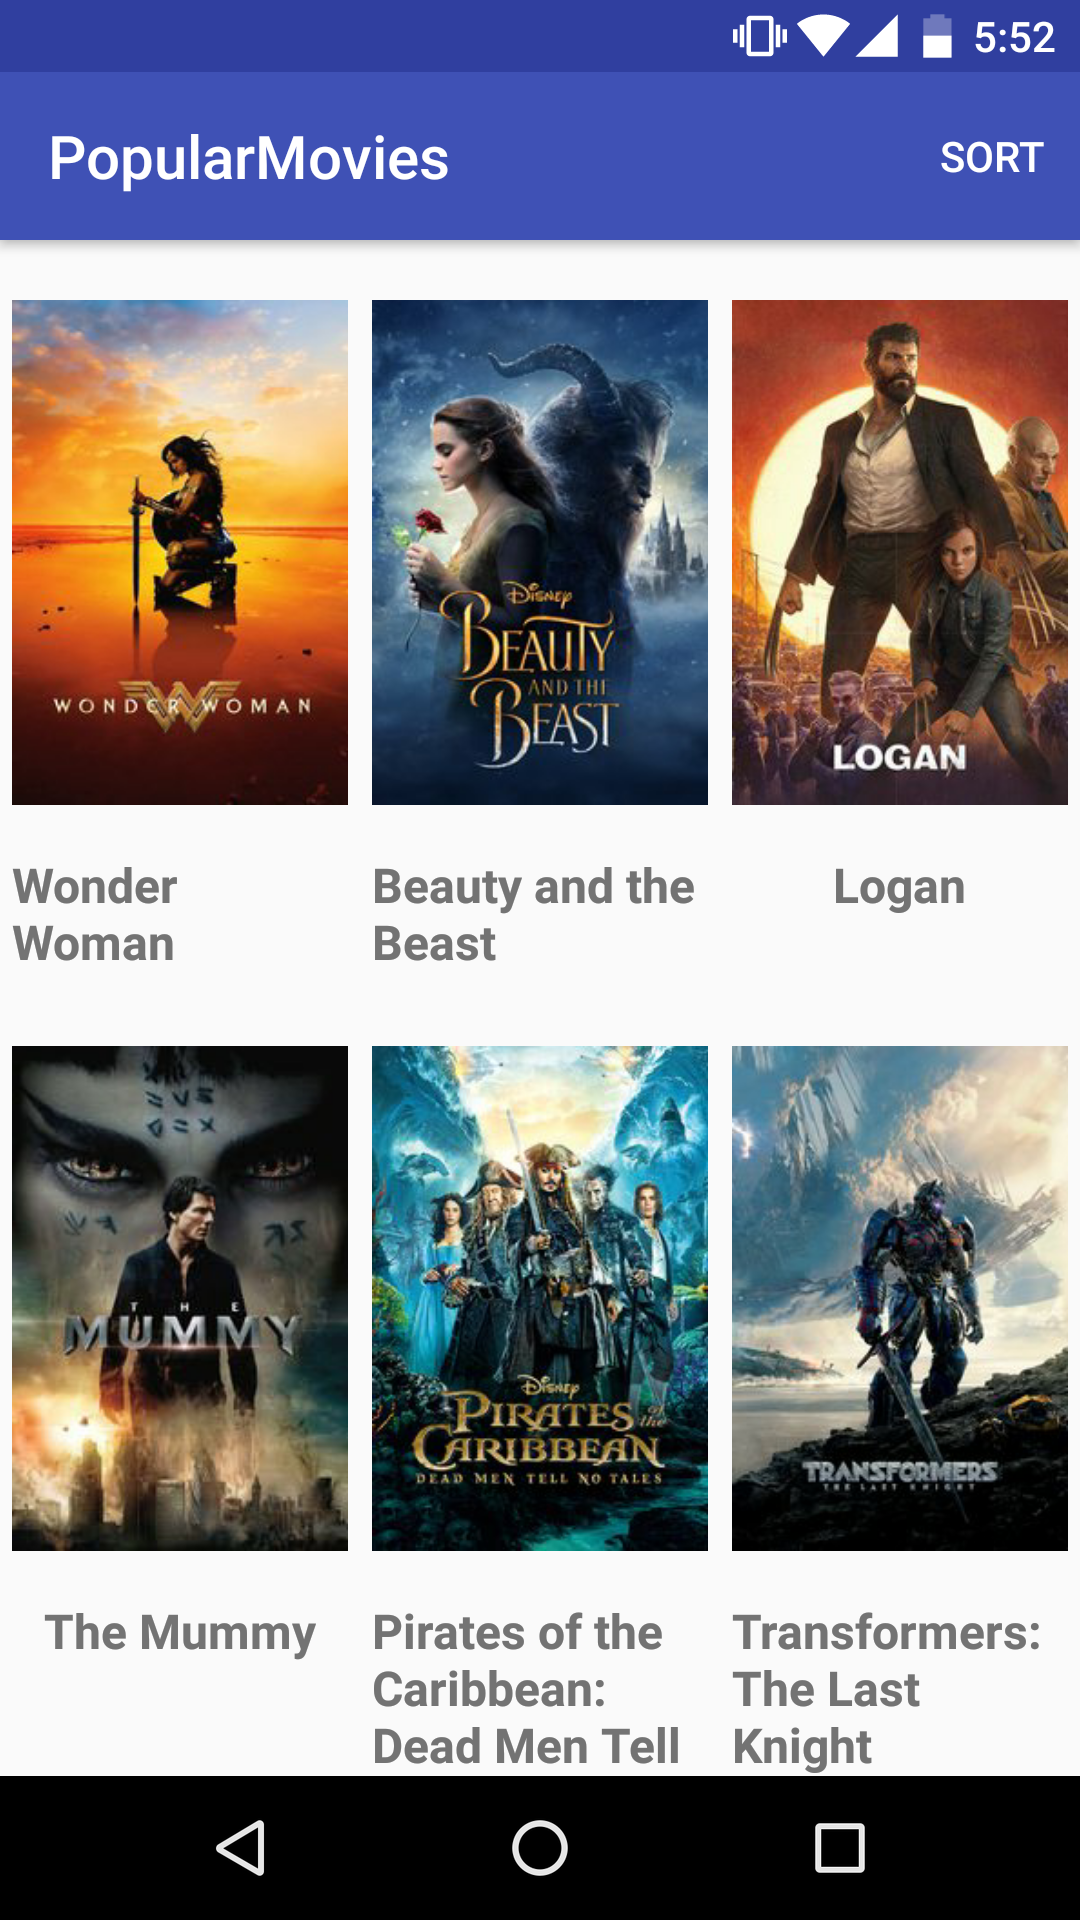 5:52
PopularMovies
SORT
WONDER WOMAN
Disney
BEAUTY
AND THE
BEAST
LOGAN
Wonder
Woman
Beauty and the
Beast
Logan
THE
MUMMY
Disney
PIRATES of the
CARIBBEAN
DEAD MEN TELL NO TALES
TRANSFORMERS
THE LAST KNIGHT
The Mummy
Pirates of the
Caribbean:
Dead Men Tell
Transformers:
The Last
Knight